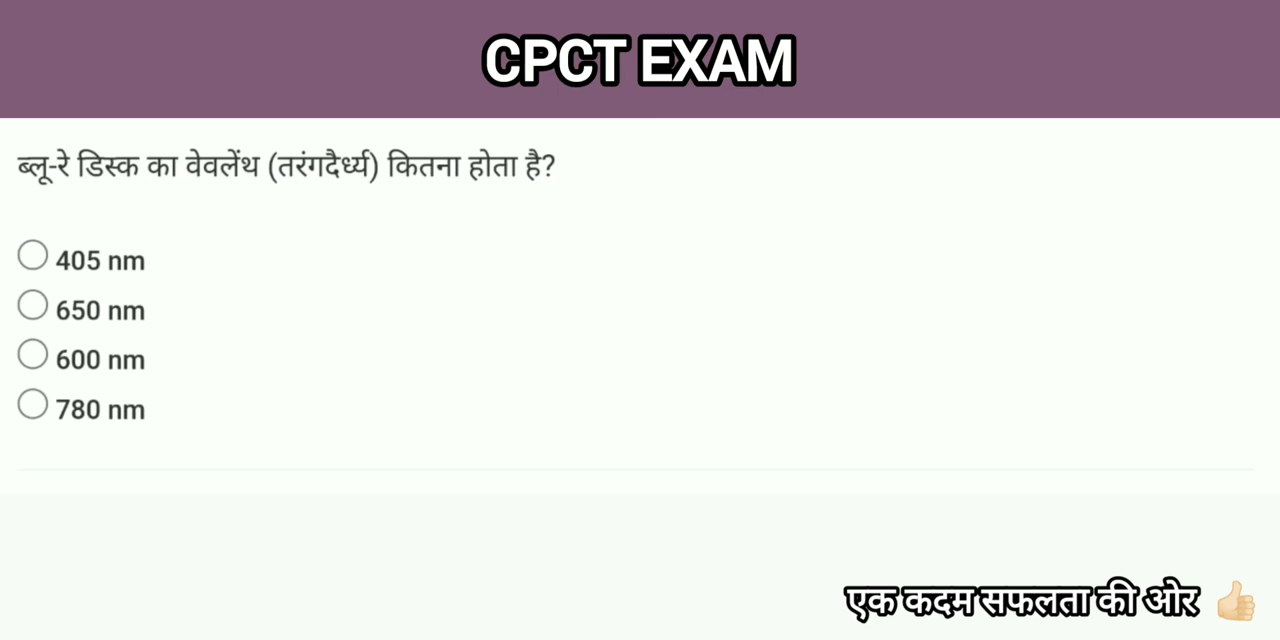 CPCT EXAM
ब्लू-रे डिस्क का वेवलेंथ (तरंगदैर्ध्य) कितना होता है?
405 nm
650 nm
600 nm
780 nm
एक कदम सफलता की ओर